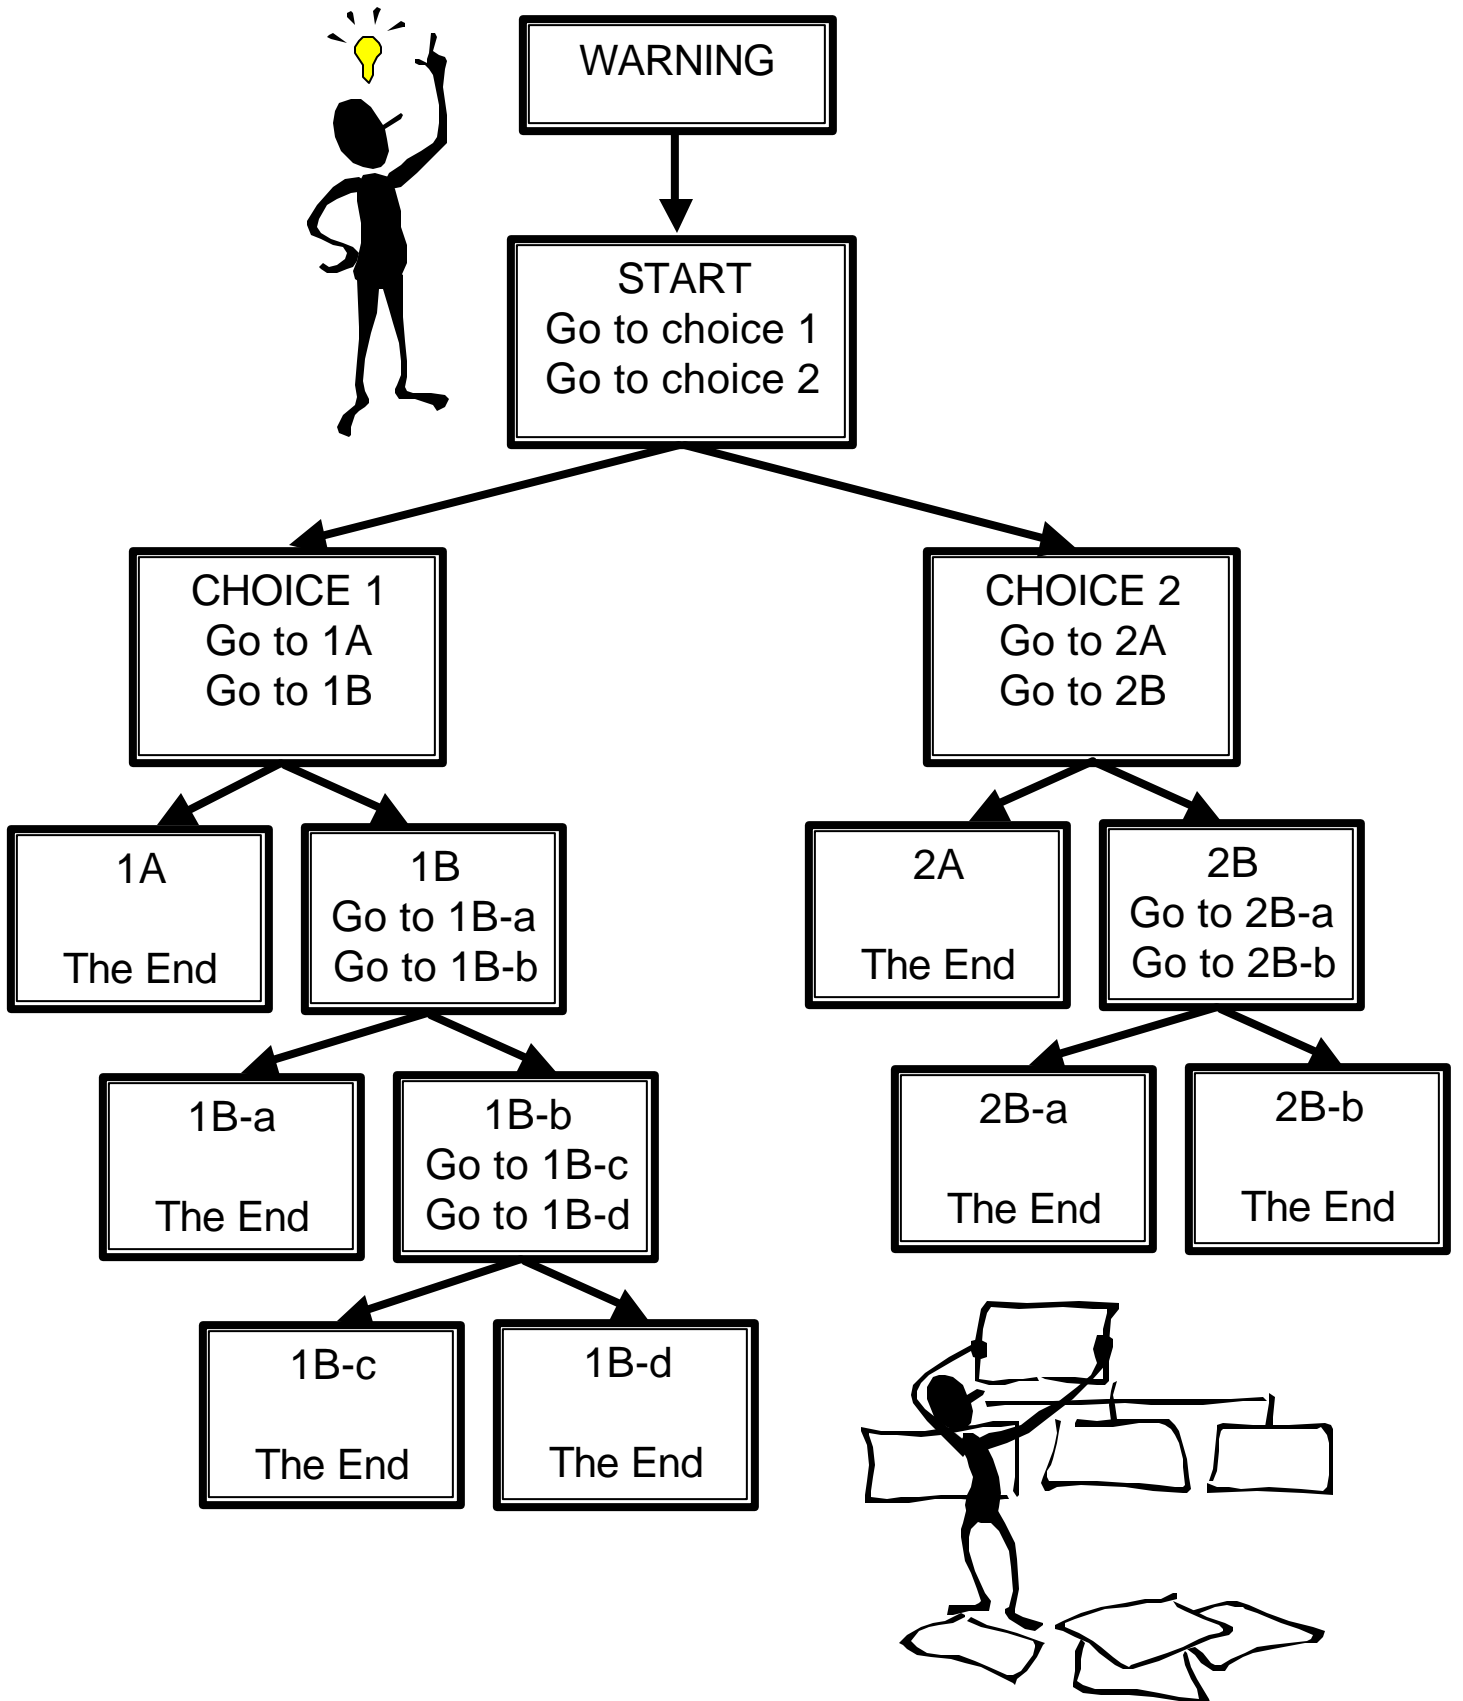 WARNING
START
Go to choice 1
Go to choice 2
CHOICE 1
Go to 1A
Go to 1B
CHOICE 2
Go to 2A
Go to 2B
1A
The End
1B
Go to 1B-a
Go to 1B-b
2A
The End
2B
Go to 2B-a
Go to 2B-b
1B-a
The End
1B-b
Go to 1B-c
Go to 1B-d
2B-a
The End
2B-b
The End
1B-c
The End
1B-d
The End